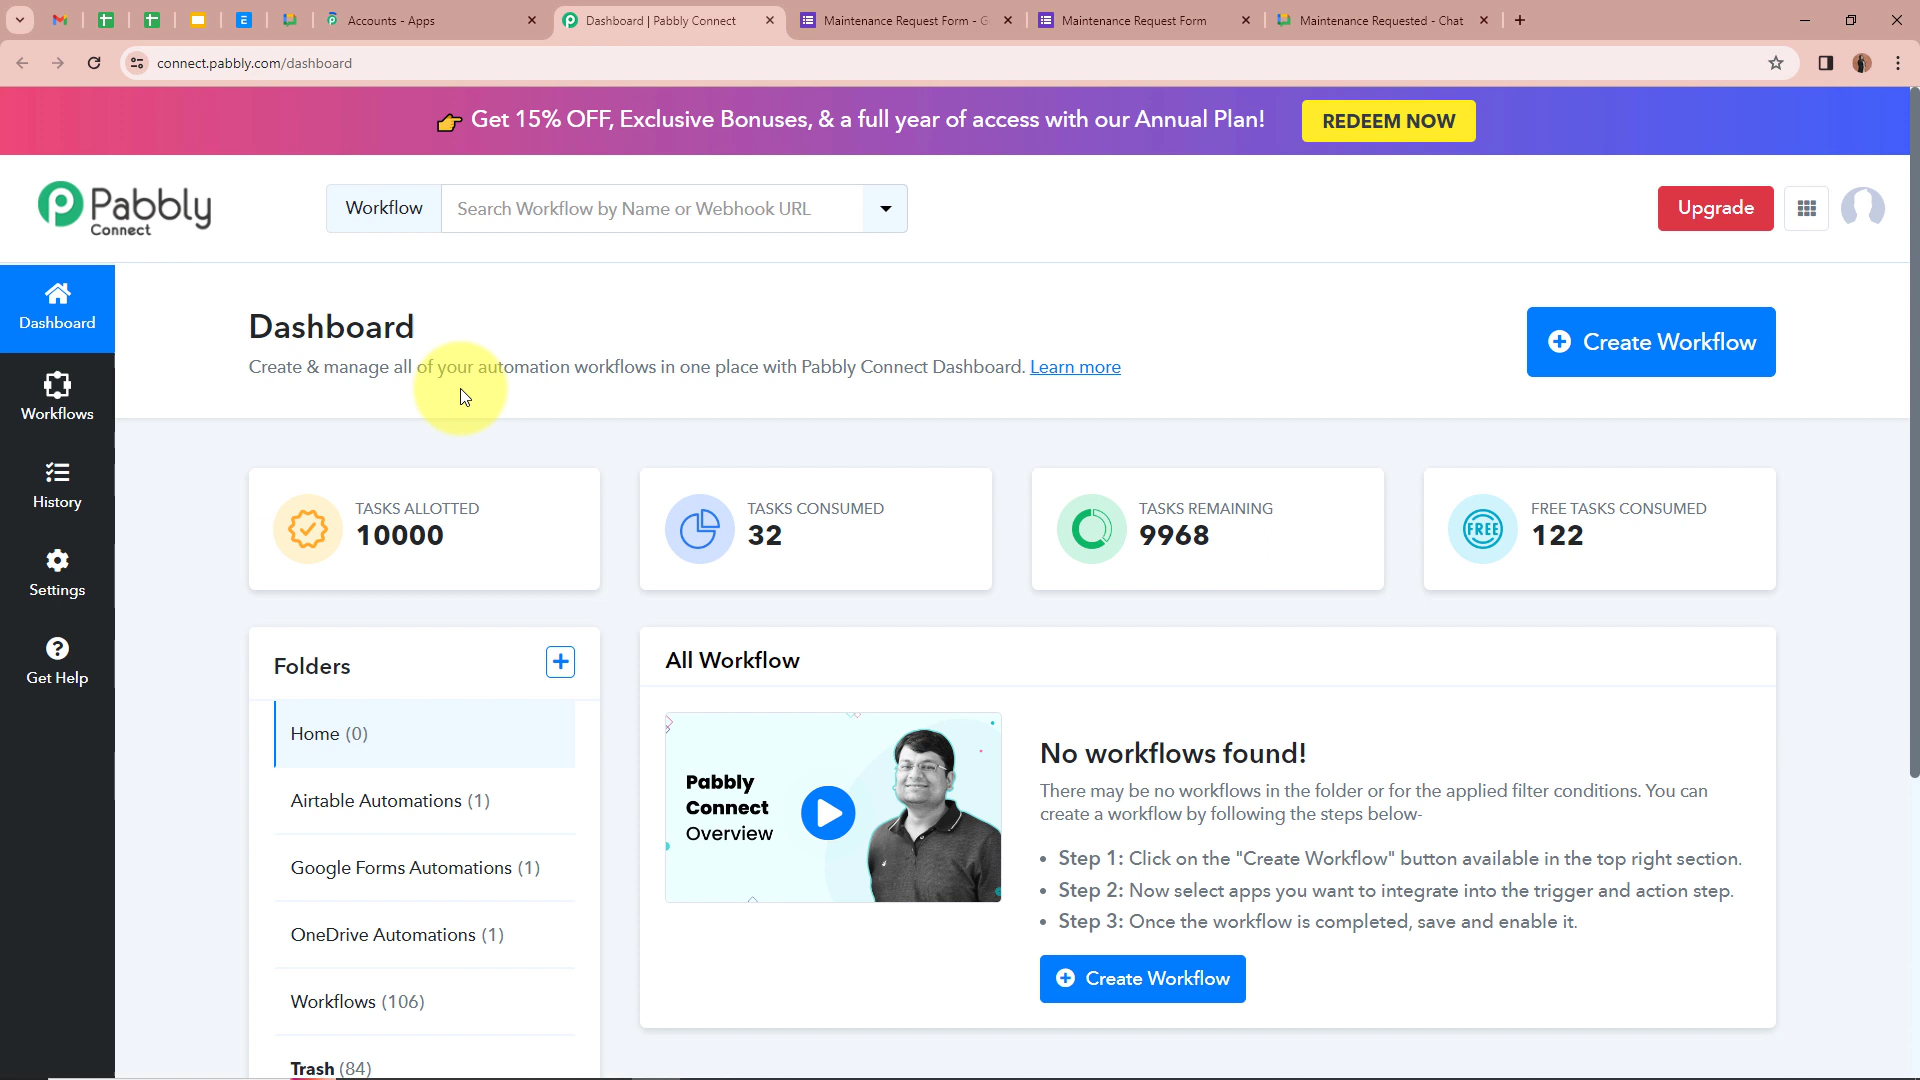 Accounts - Apps
Dashboard | Pabbly Connect
Maintenance Request Form - G
Maintenance Request Form
Maintenance Requested - Chat
connect.pabbly.com/dashboard
👉 Get 15% OFF, Exclusive Bonuses, & a full year of access with our Annual Plan!
REDEEM NOW
Pabbly
Connect
Workflow
Search Workflow by Name or Webhook URL
Upgrade
Dashboard
Workflows
History
Settings
Get Help
Dashboard
Create & manage all of your automation workflows in one place with Pabbly Connect Dashboard. Learn more
Create Workflow
TASKS ALLOTTED
10000
TASKS CONSUMED
32
TASKS REMAINING
9968
FREE
FREE TASKS CONSUMED
122
Folders
Home (0)
Airtable Automations (1)
Google Forms Automations (1)
OneDrive Automations (1)
Workflows (106)
Trash (84)
All Workflow
Pabbly
Connect
Overview
No workflows found!
There may be no workflows in the folder or for the applied filter conditions. You can
create a workflow by following the steps below-
• Step 1: Click on the "Create Workflow" button available in the top right section.
• Step 2: Now select apps you want to integrate into the trigger and action step.
• Step 3: Once the workflow is completed, save and enable it.
Create Workflow